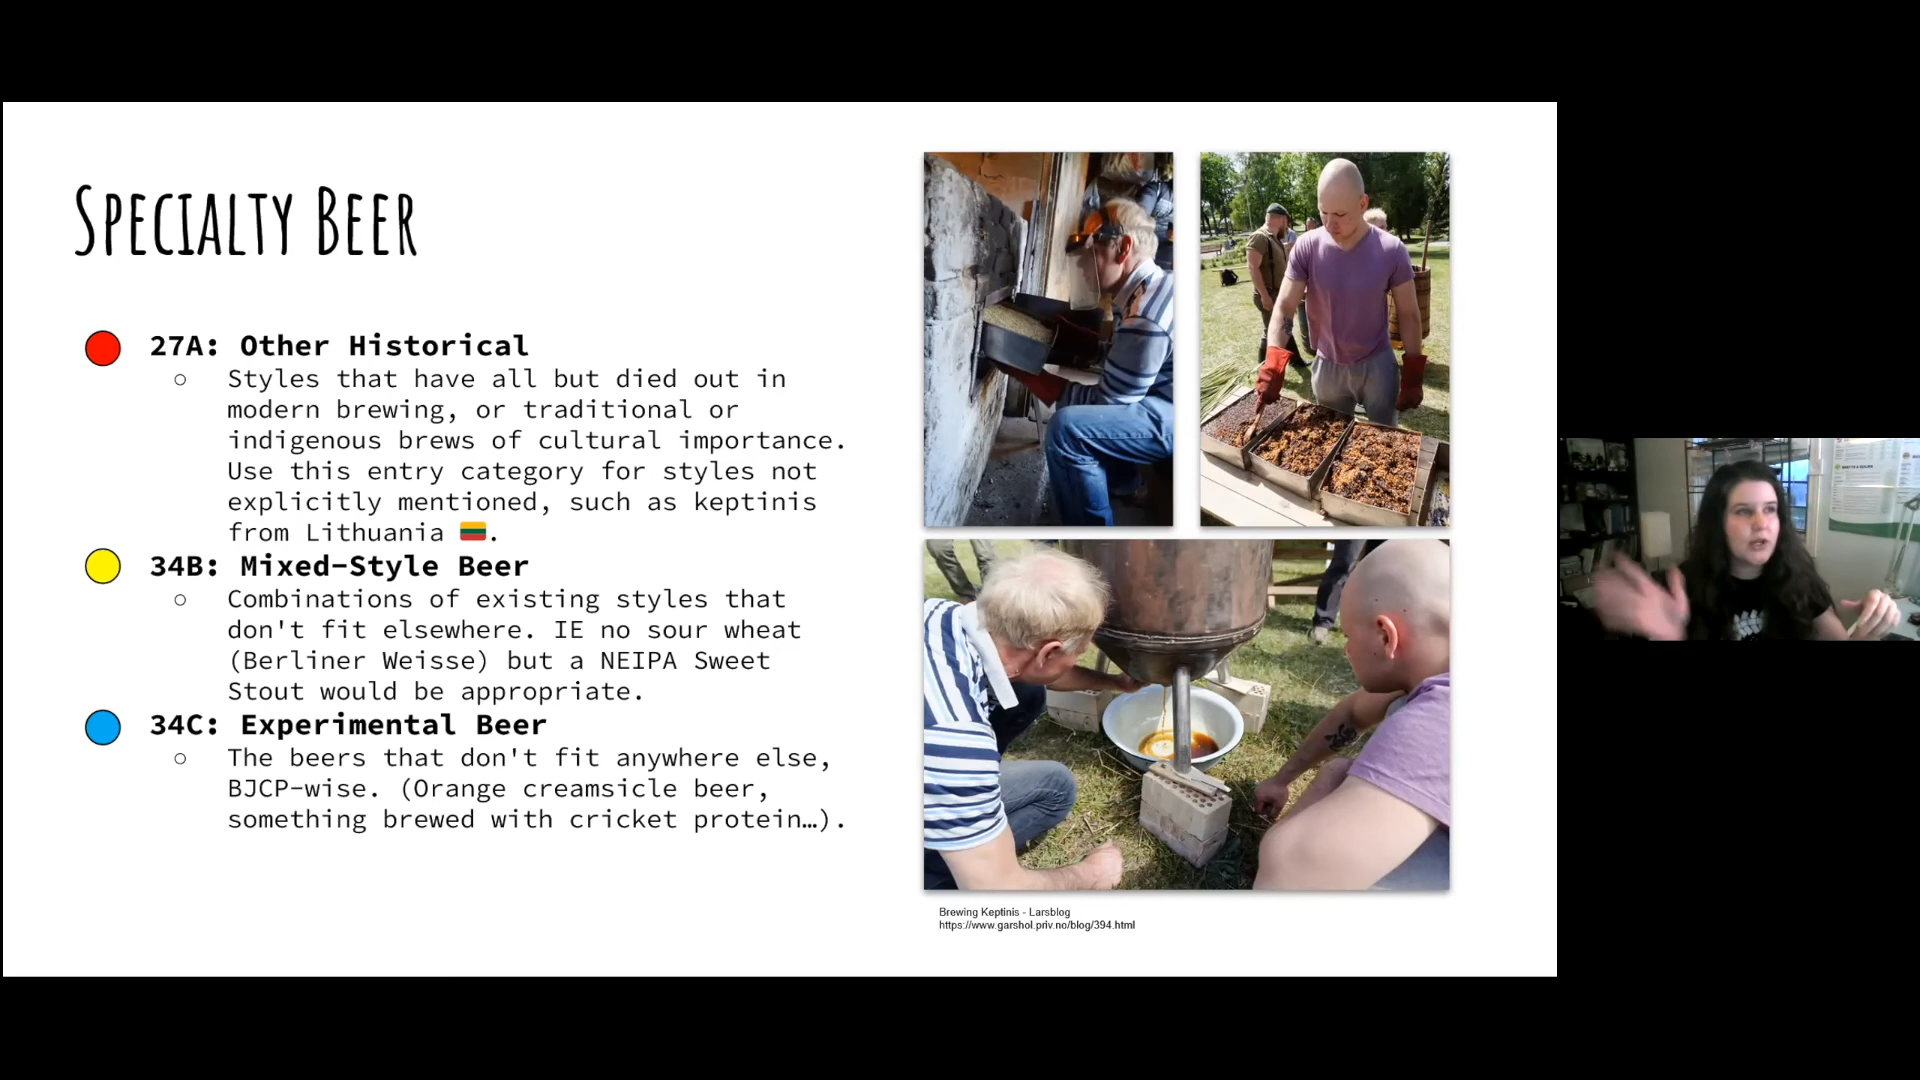 Specialty Beer
27A: Other Historical
○ Styles that have all but died out in
modern brewing, or traditional or
indigenous brews of cultural importance.
Use this entry category for styles not
explicitly mentioned, such as keptinis
from Lithuania 🇱🇹.
34B: Mixed-Style Beer
○ Combinations of existing styles that
don't fit elsewhere. IE no sour wheat
(Berliner Weisse) but a NEIPA Sweet
Stout would be appropriate.
34C: Experimental Beer
○ The beers that don't fit anywhere else,
BJCP-wise. (Orange creamsicle beer,
something brewed with cricket protein…).
Brewing Keptinis - Larsblog
https://www.garshol.priv.no/blog/394.html